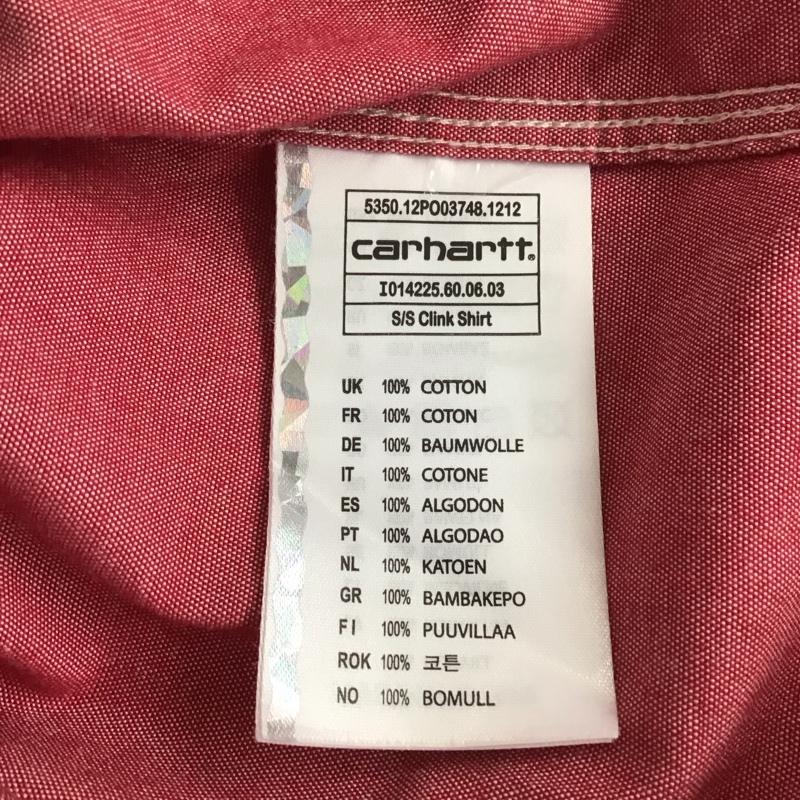 5350.12PO03748.1212
carhartt®
I014225.60.06.03
S/S Clink Shirt
UK 100% COTTON
FR 100% COTON
DE 100% BAUMWOLLE
IT 100% COTONE
ES 100% ALGODON
PT 100% ALGODAO
NL 100% KATOEN
GR 100% BAMBAKEPO
FI 100% PUUVILLAA
ROK 100% 코튼
NO 100% BOMULL